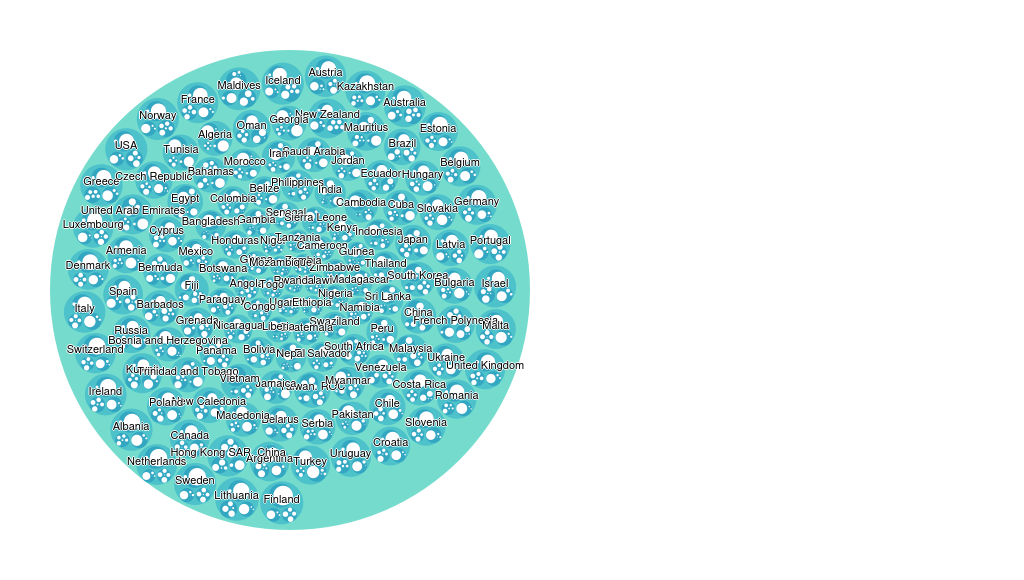 Austria
Iceland
Maldives
Kazakhstan
France
Australia
Norway
New Zealand
Georgia
Oman
Mauritius
Estonia
Algeria
Brazil
USA
Tunisia
Iran
Saudi Arabia
Jordan
Morocco
Belgium
Bahamas
Ecuador
Hungary
Czech Republic
Greece
Philippines
Belize
India
Egypt
Colombia
Cambodia
Cuba
Germany
Slovakia
United Arab Emirates
Senegal
Sierra Leone
Gambia
Bangladesh
Luxembourg
Kenya
Cyprus
Indonesia
Tanzania
Honduras
Japan
Portugal
Latvia
Cameroon
Armenia
Mexico
Guinea
Mozambique
Thailand
Denmark
Bermuda
Botswana
Zimbabwe
South Korea
Madagascar
Rwanda
Malawi
Bulgaria
Israel
Angola
Togo
Fiji
Spain
Nigeria
Sri Lanka
Paraguay
Ethiopia
Barbados
Congo
Namibia
Italy
China
Grenada
French Polynesia
Swaziland
Nicaragua
Liberia
Malta
Peru
Russia
Bosnia and Herzegovina
South Africa
Malaysia
Switzerland
Panama
Bolivia
Nepal
El Salvador
Ukraine
United Kingdom
Venezuela
Trinidad and Tobago
Vietnam
Myanmar
Jamaica
Taiwan, ROC
Costa Rica
Ireland
Romania
Poland
New Caledonia
Chile
Macedonia
Pakistan
Belarus
Serbia
Slovenia
Albania
Canada
Croatia
Hong Kong SAR, China
Uruguay
Argentina
Netherlands
Turkey
Sweden
Lithuania
Finland